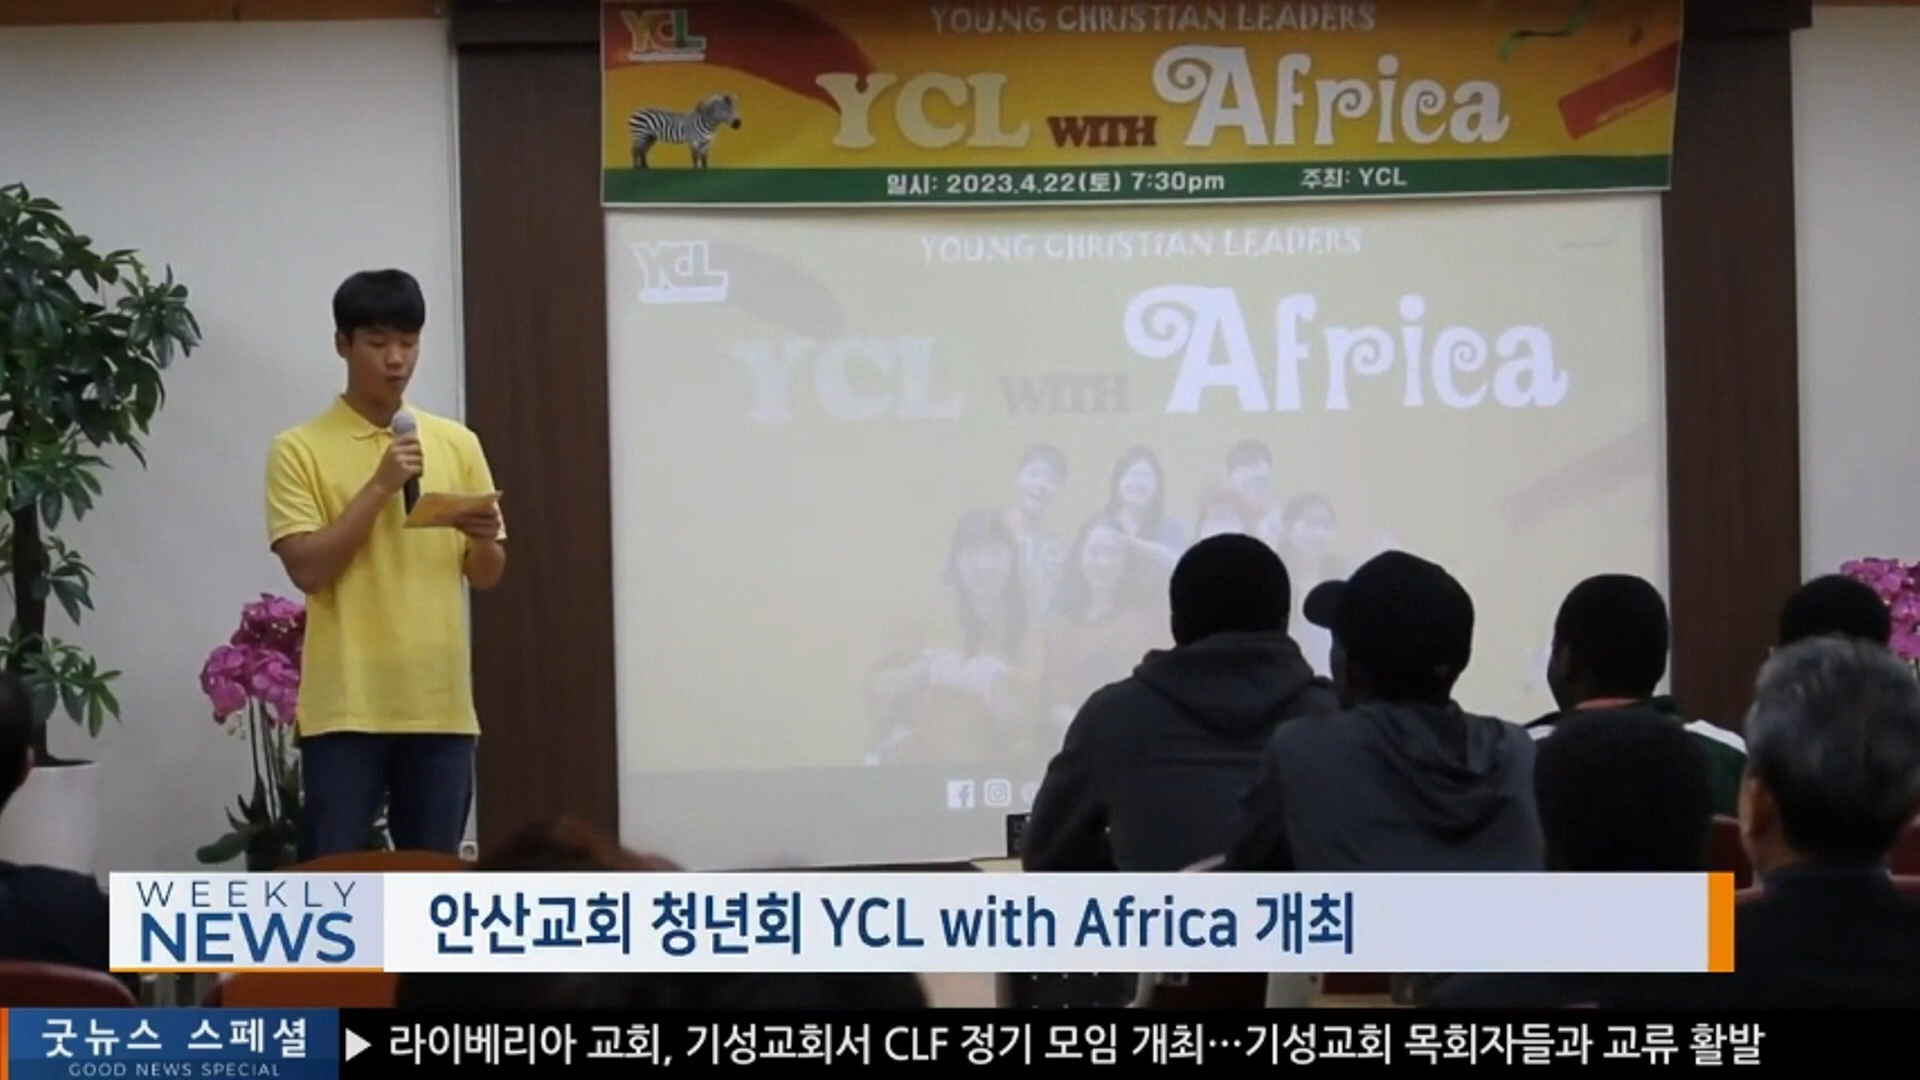 YOUNG CHRISTIAN LEADERS
YCL
YCL WITH Africa
일시: 2023.4.22(토) 7:30pm 주최: YCL
YOUNG CHRISTIAN LEADERS
YCL
YCL WITH Africa
WEEKLY
NEWS
안산교회 청년회 YCL with Africa 개최
굿뉴스 스페셜
GOOD NEWS SPECIAL
▶ 라이베리아 교회, 기성교회서 CLF 정기 모임 개최…기성교회 목회자들과 교류 활발